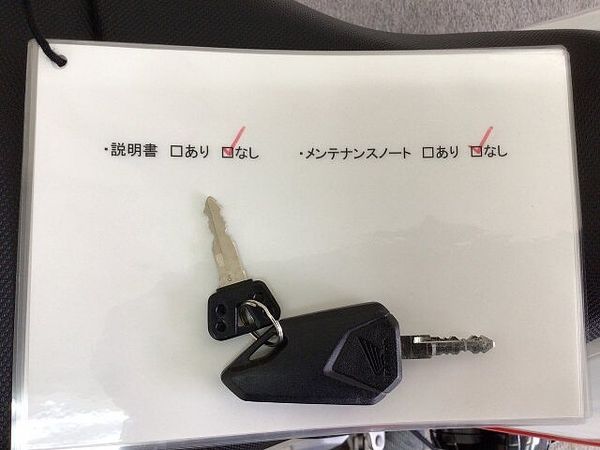 ・説明書 □あり ☑なし ・メンテナンスノート □あり ☑なし